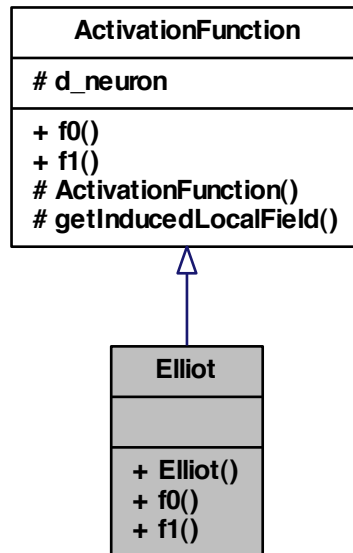 ActivationFunction
# d_neuron
+ f0()
+ f1()
# ActivationFunction()
# getInducedLocalField()
Elliot
+ Elliot()
+ f0()
+ f1()